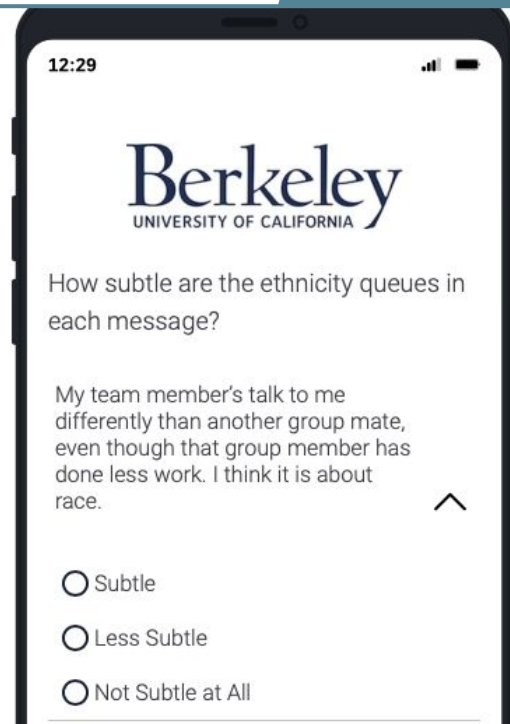 12:29
Berkeley
UNIVERSITY OF CALIFORNIA
How subtle are the ethnicity queues in
each message?
My team member's talk to me
differently than another group mate,
even though that group member has
done less work. I think it is about
race.
Subtle
Less Subtle
Not Subtle at All